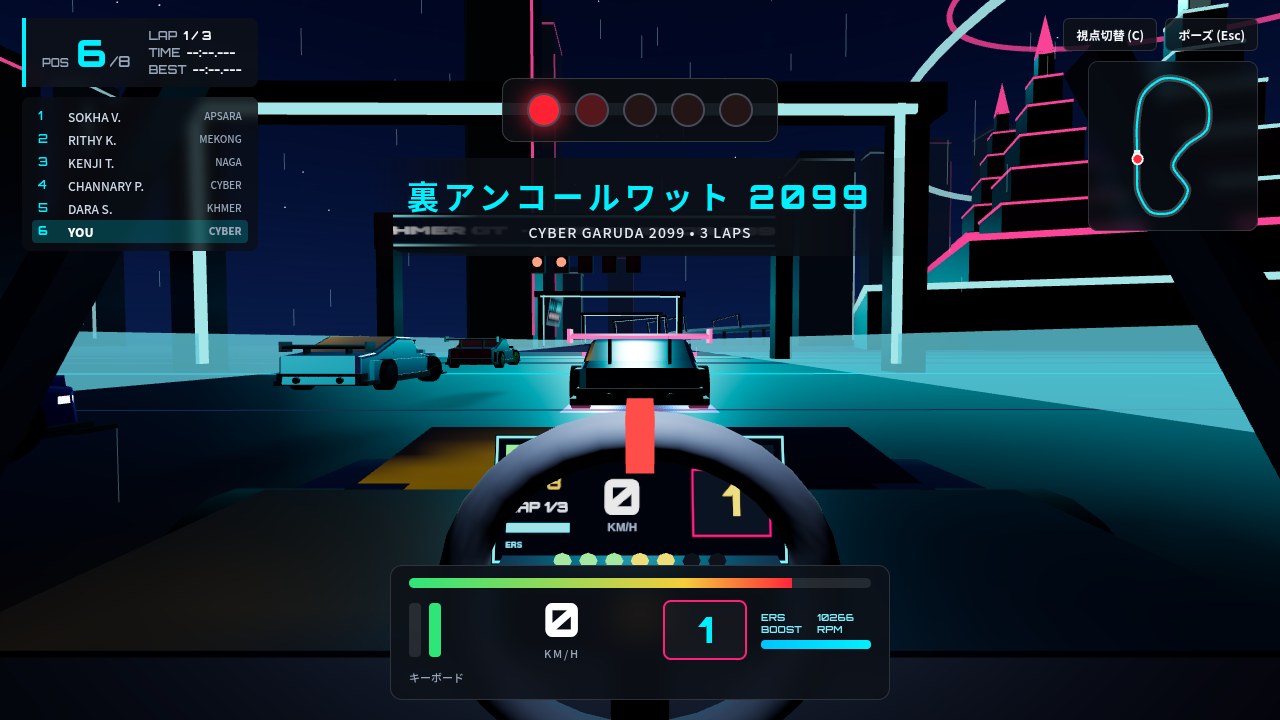 POS 6/8
LAP 1/3
TIME --:--.---
BEST --:--.---
1 SOKHA V. APSARA
2 RITHY K. MEKONG
3 KENJI T. NAGA
4 CHANNARY P. CYBER
5 DARA S. KHMER
6 YOU CYBER
視点切替 (C)
ポーズ (Esc)
裏アンコールワット 2099
CYBER GARUDA 2099 • 3 LAPS
AP 1/3
0
KM/H
1
ERS
0
KM/H
1
ERS 10266
BOOST RPM
キーボード